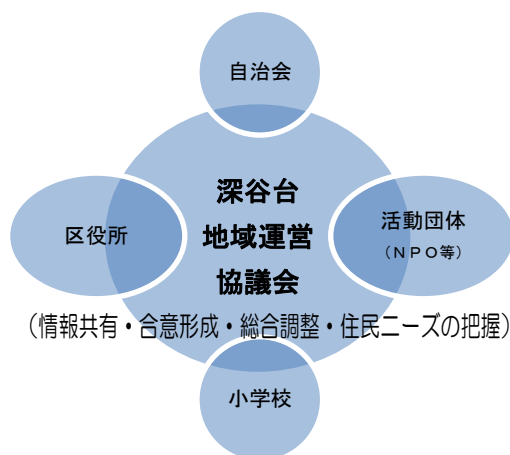 自治会
深谷台
地域運営
協議会
区役所
活動団体
（ＮＰＯ等）
（情報共有・合意形成・総合調整・住民ニーズの把握）
小学校